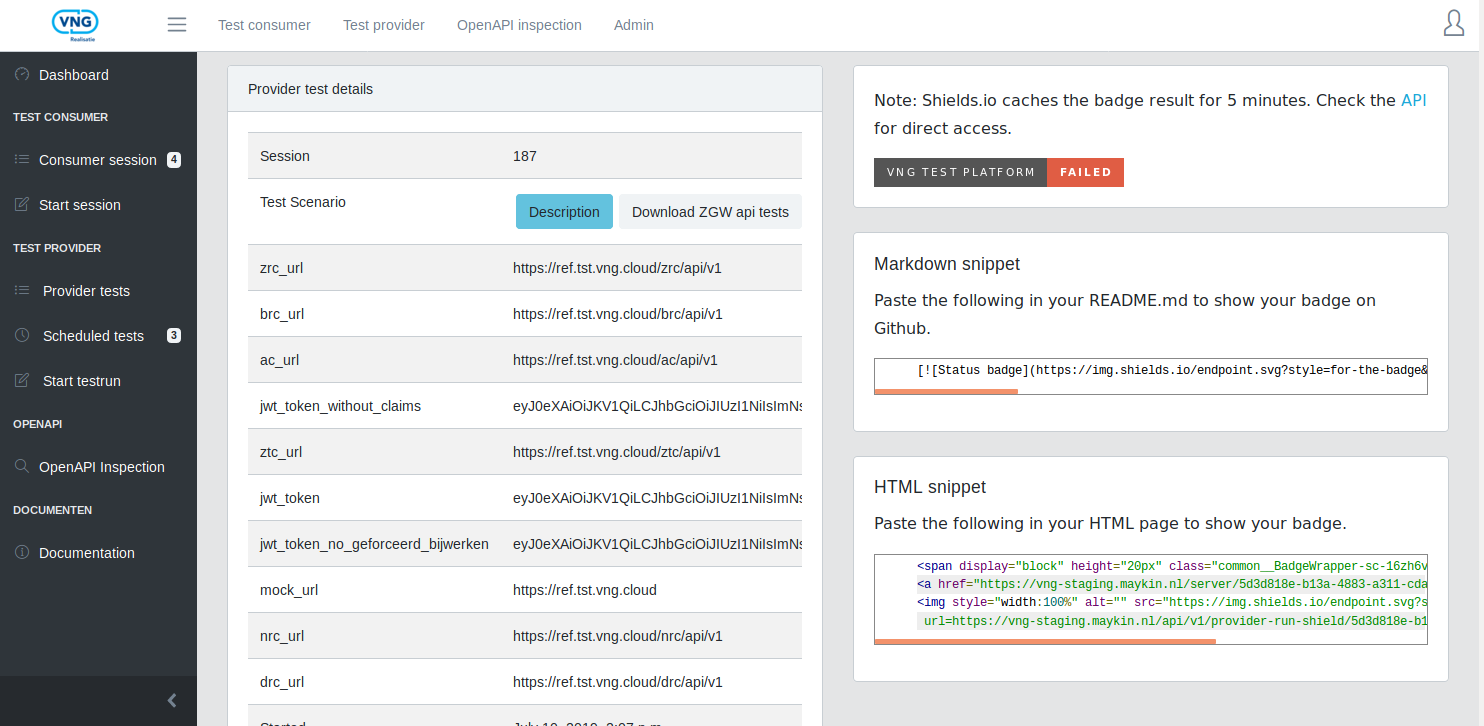 VNG
Realisatie
Test consumer Test provider OpenAPI inspection Admin
Dashboard
TEST CONSUMER
Consumer session 4
Start session
TEST PROVIDER
Provider tests
Scheduled tests 3
Start testrun
OPENAPI
OpenAPI Inspection
DOCUMENTEN
Documentation
Provider test details
Session 187
Test Scenario Description Download ZGW api tests
zrc_url https://ref.tst.vng.cloud/zrc/api/v1
brc_url https://ref.tst.vng.cloud/brc/api/v1
ac_url https://ref.tst.vng.cloud/ac/api/v1
jwt_token_without_claims eyJ0eXAiOiJKV1QiLCJhbGciOiJIUzI1NiIsImNs
ztc_url https://ref.tst.vng.cloud/ztc/api/v1
jwt_token eyJ0eXAiOiJKV1QiLCJhbGciOiJIUzI1NiIsImNs
jwt_token_no_geforceerd_bijwerken eyJ0eXAiOiJKV1QiLCJhbGciOiJIUzI1NiIsImNs
mock_url https://ref.tst.vng.cloud
nrc_url https://ref.tst.vng.cloud/nrc/api/v1
drc_url https://ref.tst.vng.cloud/drc/api/v1
Started
Note: Shields.io caches the badge result for 5 minutes. Check the API
for direct access.
VNG TEST PLATFORM FAILED
Markdown snippet
Paste the following in your README.md to show your badge on
Github.
[![Status badge](https://img.shields.io/endpoint.svg?style=for-the-badge&
HTML snippet
Paste the following in your HTML page to show your badge.
<span display="block" height="20px" class="common__BadgeWrapper-sc-16zh6v
<a href="https://vng-staging.maykin.nl/server/5d3d818e-b13a-4883-a311-cda
<img style="width:100%" alt="" src="https://img.shields.io/endpoint.svg?s
url=https://vng-staging.maykin.nl/api/v1/provider-run-shield/5d3d818e-b1